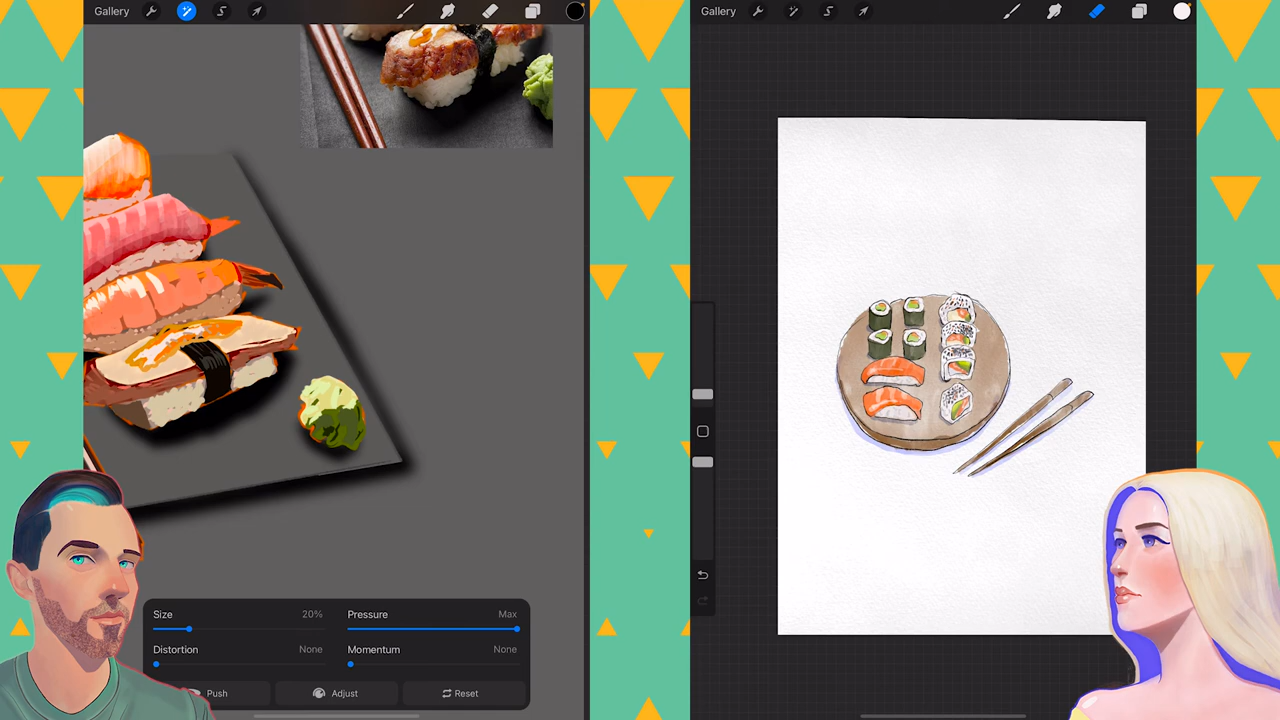 Gallery
Size 20% Pressure Max
Distortion None Momentum None
Push Adjust Reset
Gallery